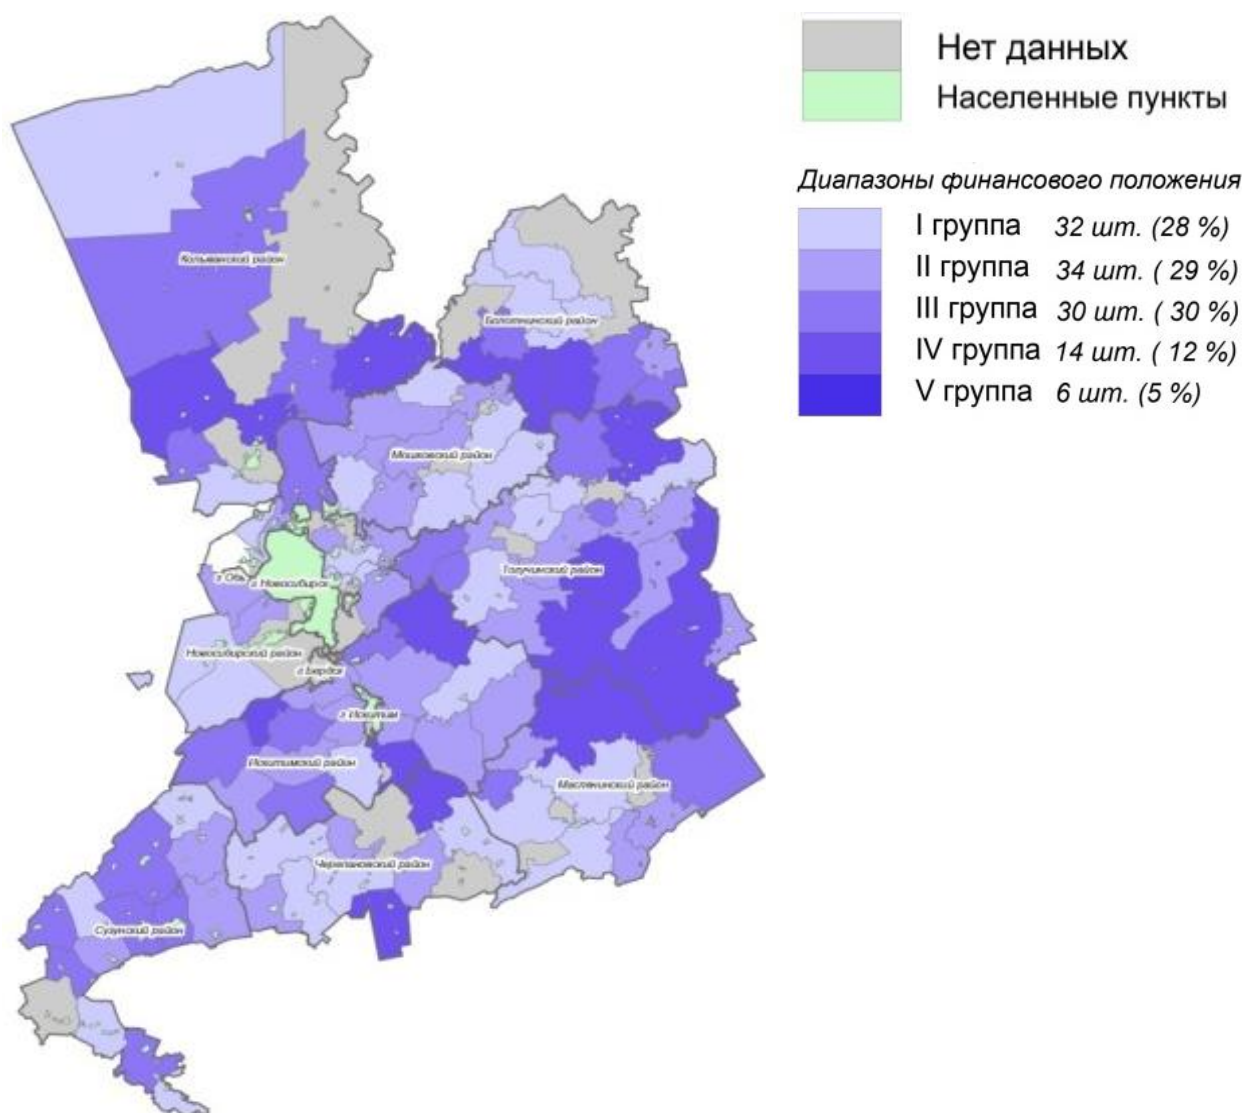 Нет данных
Населенные пункты
Диапазоны финансового положения
I группа 32 шт. (28 %)
II группа 34 шт. ( 29 %)
III группа 30 шт. ( 30 %)
IV группа 14 шт. ( 12 %)
V группа 6 шт. (5 %)
Колыванский район
Болотнинский район
Мошковский район
Тогучинский район
г. Обь
г. Новосибирск
Новосибирский район
г. Бердск
г. Искитим
Искитимский район
Маслянинский район
Черепановский район
Сузунский район